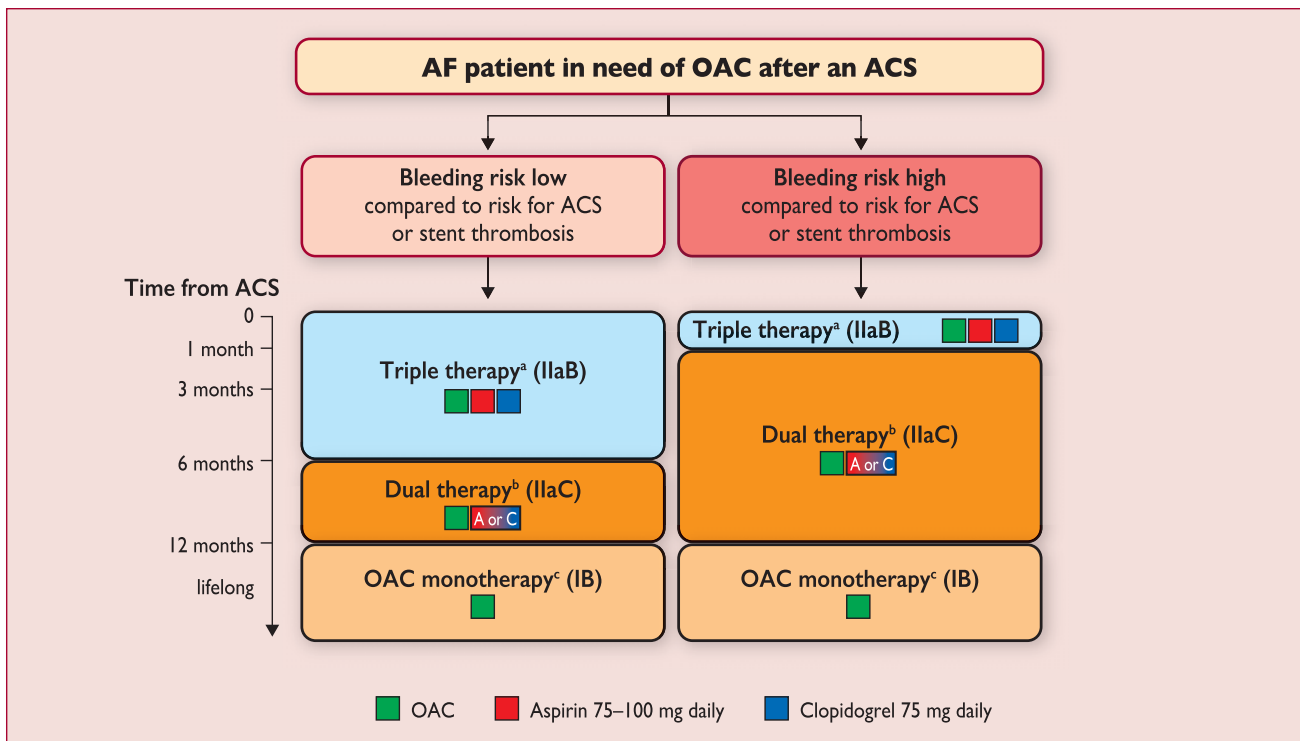 AF patient in need of OAC after an ACS
Bleeding risk low
compared to risk for ACS
or stent thrombosis
Bleeding risk high
compared to risk for ACS
or stent thrombosis
Time from ACS
0
1 month
3 months
6 months
12 months
lifelong
Triple therapyᵃ (IIaB)
Dual therapyᵇ (IIaC)
A or C
OAC monotherapyᶜ (IB)
Triple therapyᵃ (IIaB)
Dual therapyᵇ (IIaC)
A or C
OAC monotherapyᶜ (IB)
OAC
Aspirin 75–100 mg daily
Clopidogrel 75 mg daily